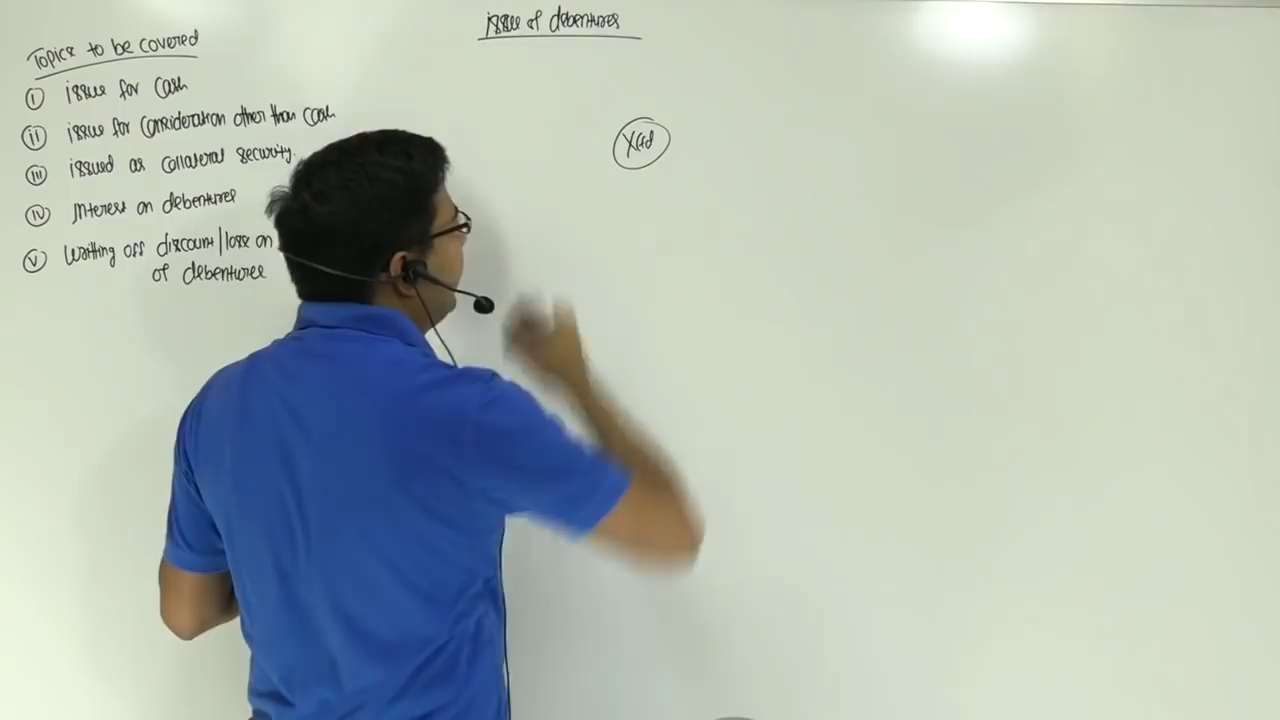 issue of debentures
Topics to be covered
i issue for Cash
ii issue for Consideration other than Cash
iii issued as collateral security.
iv Interest on debentures
v Writting off discount/loss on
of debentures
X Ltd